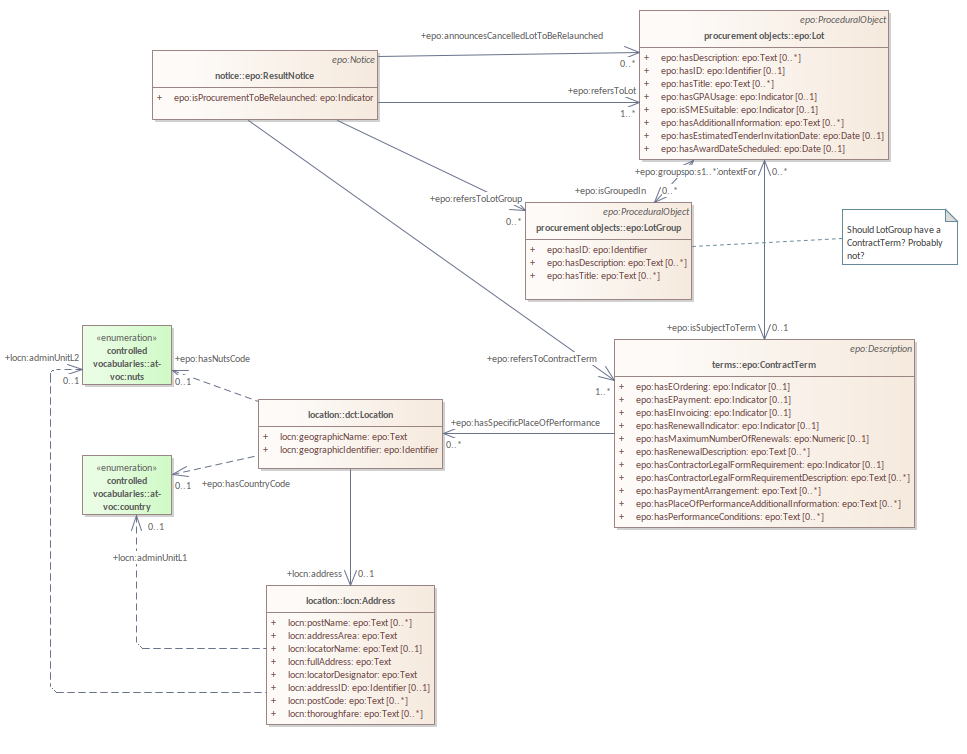 epo:ProceduralObject
procurement objects::epo:Lot
+ epo:hasDescription: epo:Text [0..*]
+ epo:hasID: epo:Identifier [0..1]
+ epo:hasTitle: epo:Text [0..*]
+ epo:hasGPAUsage: epo:Indicator [0..1]
+ epo:isSMESuitable: epo:Indicator [0..1]
+ epo:hasAdditionalInformation: epo:Text [0..*]
+ epo:hasEstimatedTenderInvitationDate: epo:Date [0..1]
+ epo:hasAwardDateScheduled: epo:Date [0..1]
+epo:announcesCancelledLotToBeRelaunched
0..*
epo:Notice
notice::epo:ResultNotice
+ epo:isProcurementToBeRelaunched: epo:Indicator
+epo:refersToLot
1..*
+epo:isGroupedIn
0..*
0..*
+epo:refersToLotGroup
0..*
epo:ProceduralObject
procurement objects::epo:LotGroup
+ epo:hasID: epo:Identifier
+ epo:hasDescription: epo:Text [0..*]
+ epo:hasTitle: epo:Text [0..*]
Should LotGroup have a
ContractTerm? Probably
not?
+epo:isSubjectToTerm
0..1
+epo:refersToContractTerm
1..*
epo:Description
terms::epo:ContractTerm
+ epo:hasEOrdering: epo:Indicator [0..1]
+ epo:hasEPayment: epo:Indicator [0..1]
+ epo:hasEInvoicing: epo:Indicator [0..1]
+ epo:hasRenewalIndicator: epo:Indicator [0..1]
+ epo:hasMaximumNumberOfRenewals: epo:Numeric [0..1]
+ epo:hasRenewalDescription: epo:Text [0..*]
+ epo:hasContractorLegalFormRequirement: epo:Indicator [0..1]
+ epo:hasContractorLegalFormRequirementDescription: epo:Text [0..*]
+ epo:hasPaymentArrangement: epo:Text [0..*]
+ epo:hasPlaceOfPerformanceAdditionalInformation: epo:Text [0..*]
+ epo:hasPerformanceConditions: epo:Text [0..*]
+locn:adminUnitL2
0..1
«enumeration»
controlled
vocabularies::at-
voc:nuts
+epo:hasNutsCode
0..1
location::dct:Location
+ locn:geographicName: epo:Text
+ locn:geographicIdentifier: epo:Identifier
+epo:hasSpecificPlaceOfPerformance
0..*
«enumeration»
controlled
vocabularies::at-
voc:country
0..1
+epo:hasCountryCode
0..1
+locn:adminUnitL1
+locn:address
0..1
location::locn:Address
+ locn:postName: epo:Text [0..*]
+ locn:addressArea: epo:Text
+ locn:locatorName: epo:Text [0..1]
+ locn:fullAddress: epo:Text
+ locn:locatorDesignator: epo:Text
+ locn:addressID: epo:Identifier [0..1]
+ locn:postCode: epo:Text [0..*]
+ locn:thoroughfare: epo:Text [0..*]